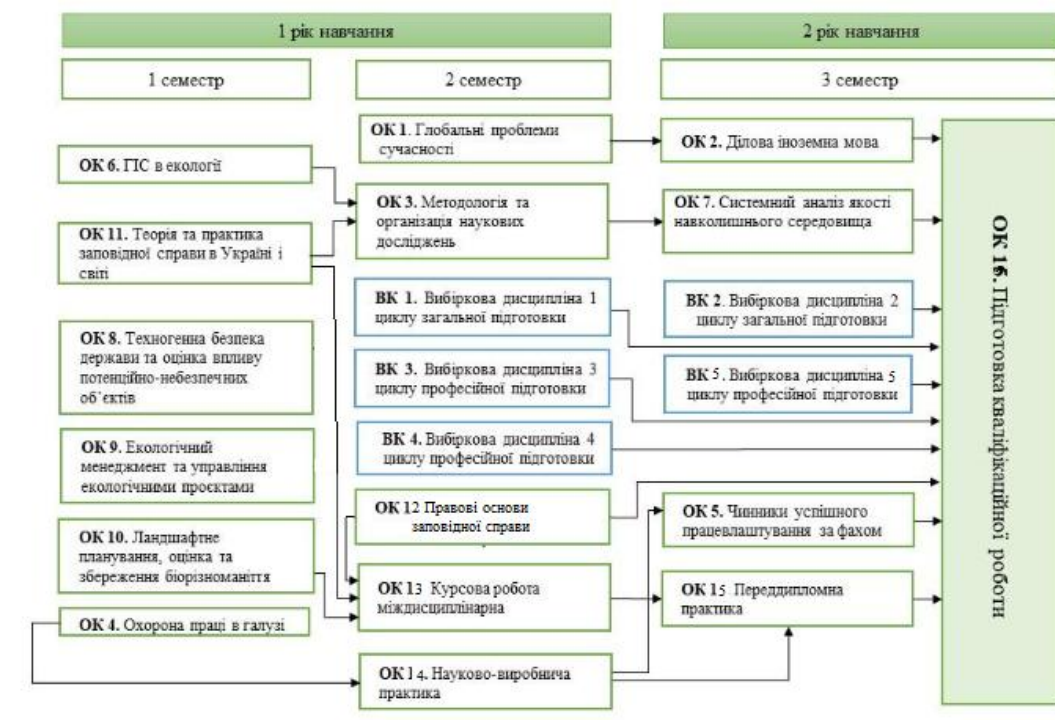 1 рік навчання
2 рік навчання
1 семестр
2 семестр
3 семестр
ОК 6. ГІС в екології
ОК 11. Теорія та практика
заповідної справи в Україні і
світі
ОК 8. Техногенна безпека
держави та оцінка впливу
потенційно-небезпечних
об`єктів
ОК 9. Екологічний
менеджмент та управління
екологічними проєктами
ОК 10. Ландшафтне
планування, оцінка та
збереження біорізноманіття
ОК 4. Охорона праці в галузі
ОК 1. Глобальні проблеми
сучасності
ОК 3. Методологія та
організація наукових
досліджень
ВК 1. Вибіркова дисципліна 1
циклу загальної підготовки
ВК 3. Вибіркова дисципліна 3
циклу професійної підготовки
ВК 4. Вибіркова дисципліна 4
циклу професійної підготовки
ОК 12 Правові основи
заповідної справи
ОК 13 Курсова робота
міждисциплінарна
ОК 14. Науково-виробнича
практика
ОК 2. Ділова іноземна мова
ОК 7. Системний аналіз якості
навколишнього середовища
ВК 2. Вибіркова дисципліна 2
циклу загальної підготовки
ВК 5. Вибіркова дисципліна 5
циклу професійної підготовки
ОК 5. Чинники успішного
працевлаштування за фахом
ОК 15 Переддипломна
практика
ОК 16. Підготовка кваліфікаційної роботи